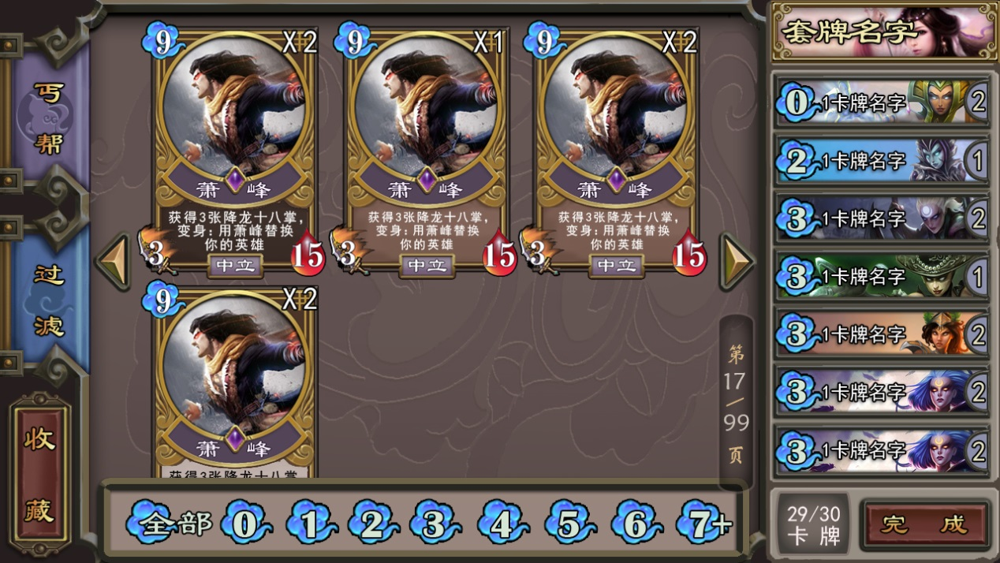 丐帮
过滤
收藏
9 X2
萧峰
获得3张降龙十八掌，
变身：用萧峰替换
你的英雄
3 中立 15
9 X1
萧峰
获得3张降龙十八掌，
变身：用萧峰替换
你的英雄
3 中立 15
9 X2
萧峰
获得3张降龙十八掌，
变身：用萧峰替换
你的英雄
3 中立 15
9 X2
萧峰
获得3张降龙十八掌
第
17
/
99
页
全部 0 1 2 3 4 5 6 7+
套牌名字
0 1卡牌名字 2
2 1卡牌名字 1
3 1卡牌名字 2
3 1卡牌名字 1
3 1卡牌名字 2
3 1卡牌名字 2
3 1卡牌名字 2
29/30
卡牌
完成